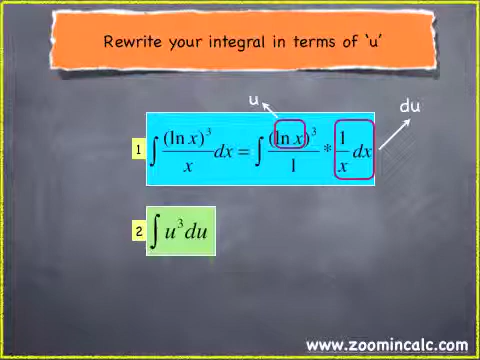 Rewrite your integral in terms of ‘u’
u
du
1 ∫ (ln x)³/x dx = ∫ (ln x)³/1 * 1/x dx
2 ∫ u³ du
www.zoomincalc.com